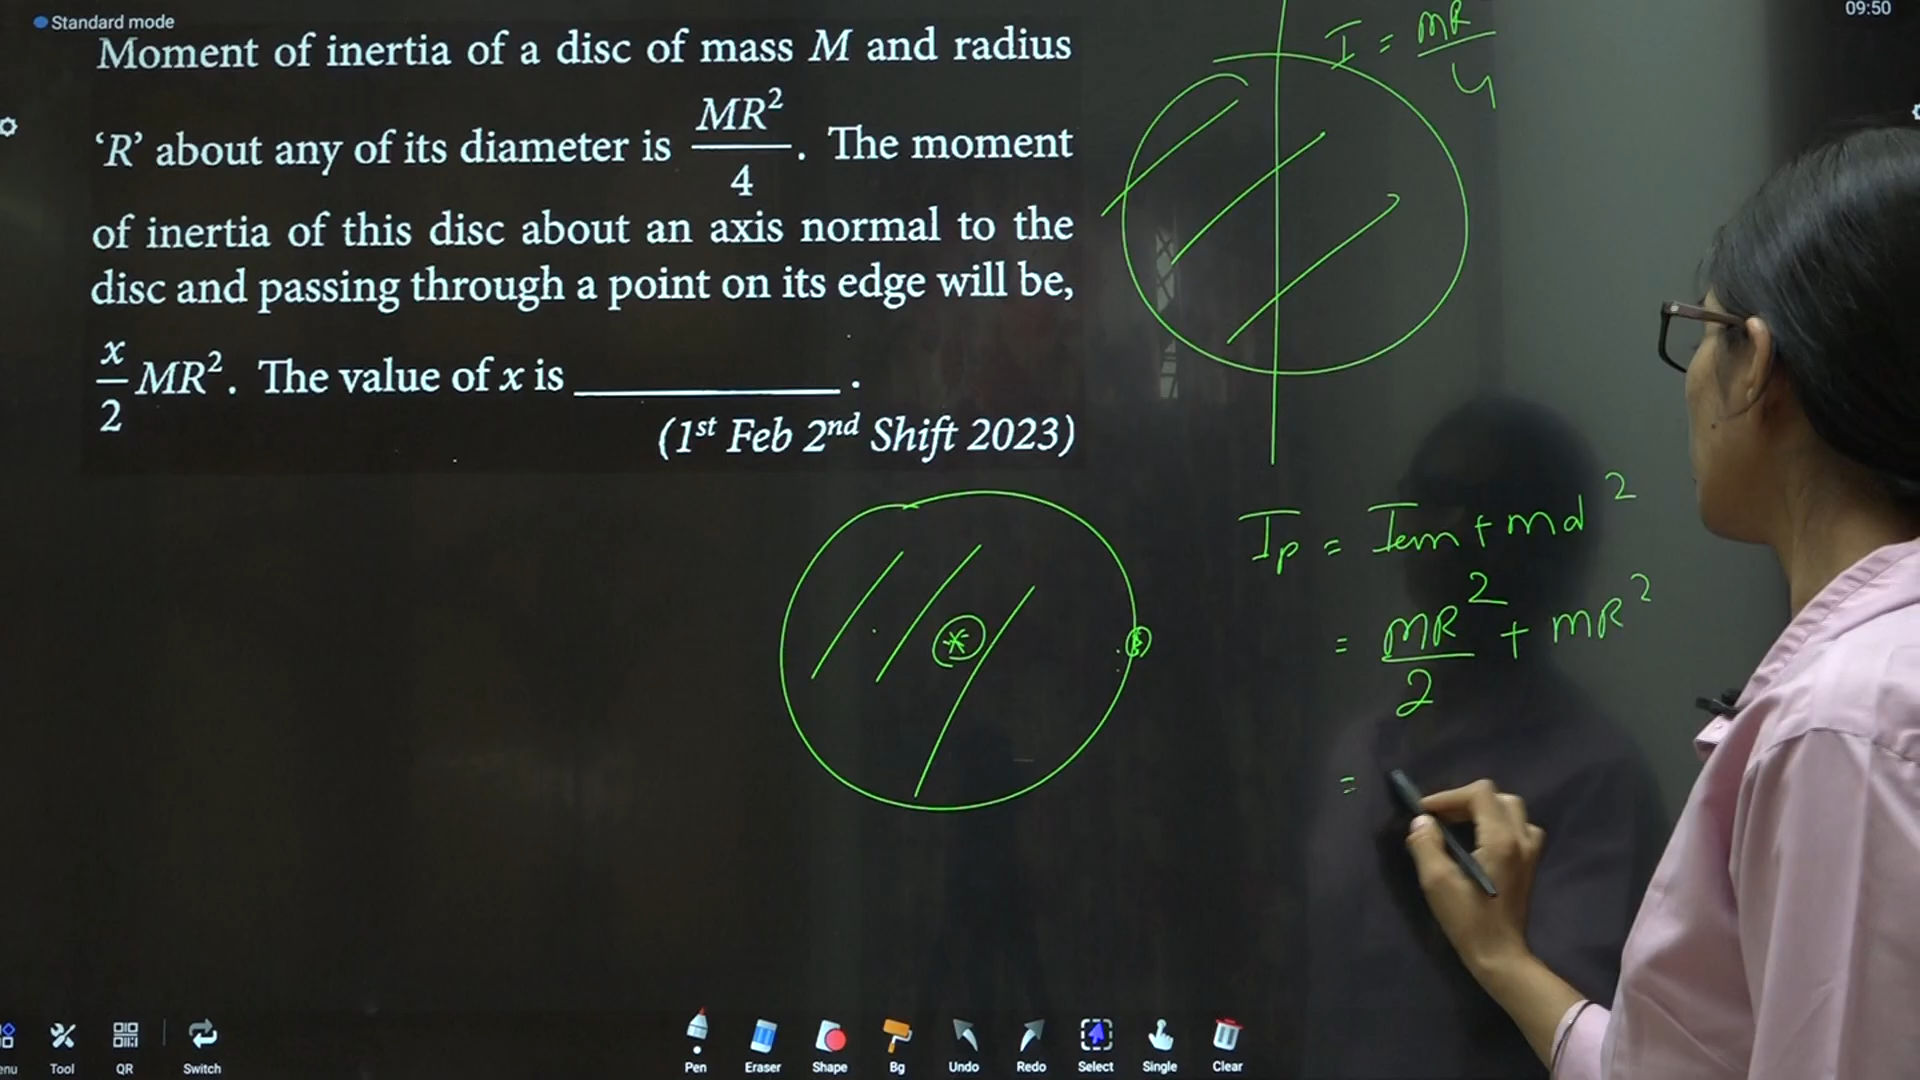 Standard mode
09:50
Moment of inertia of a disc of mass M and radius
‘R’ about any of its diameter is MR²/4. The moment
of inertia of this disc about an axis normal to the
disc and passing through a point on its edge will be,
x/2 MR². The value of x is __________.
(1st Feb 2nd Shift 2023)
I = MR/4
Ip = Icm + md²
= MR²/2 + MR²
=
enu
Tool
QR
Switch
Pen
Eraser
Shape
Bg
Undo
Redo
Select
Single
Clear